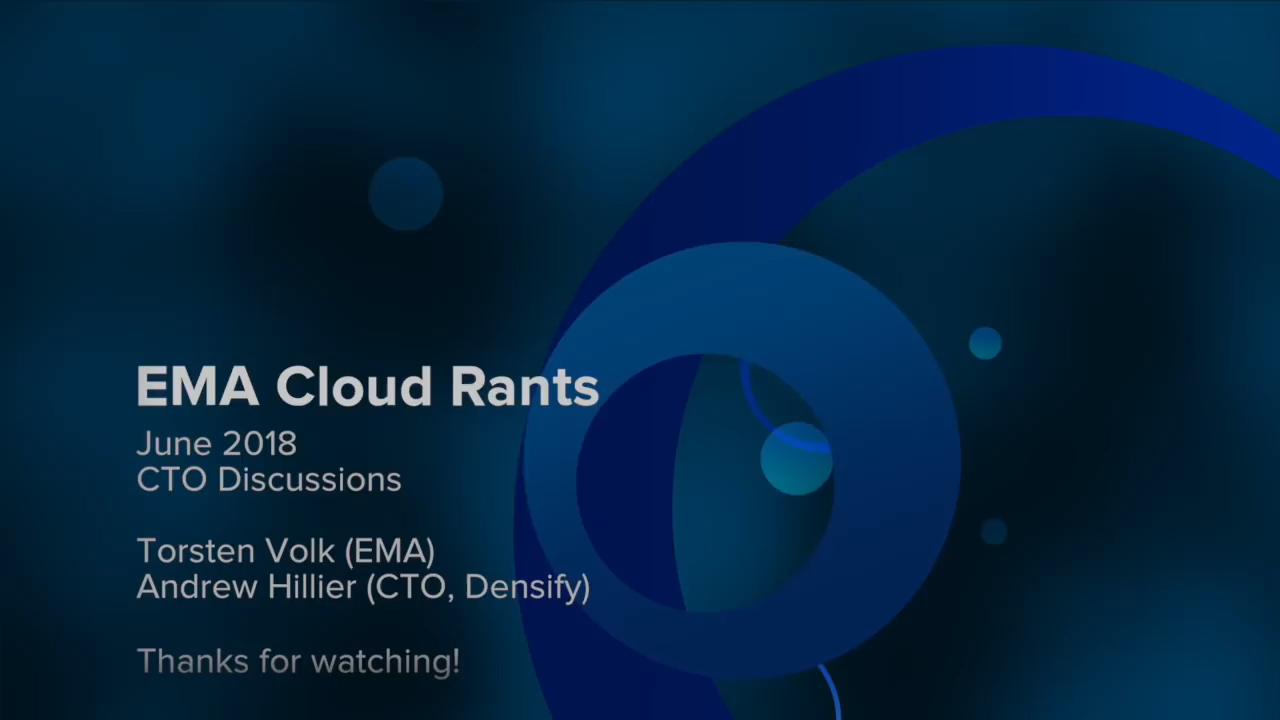 EMA Cloud Rants
June 2018
CTO Discussions
Torsten Volk (EMA)
Andrew Hillier (CTO, Densify)
Thanks for watching!